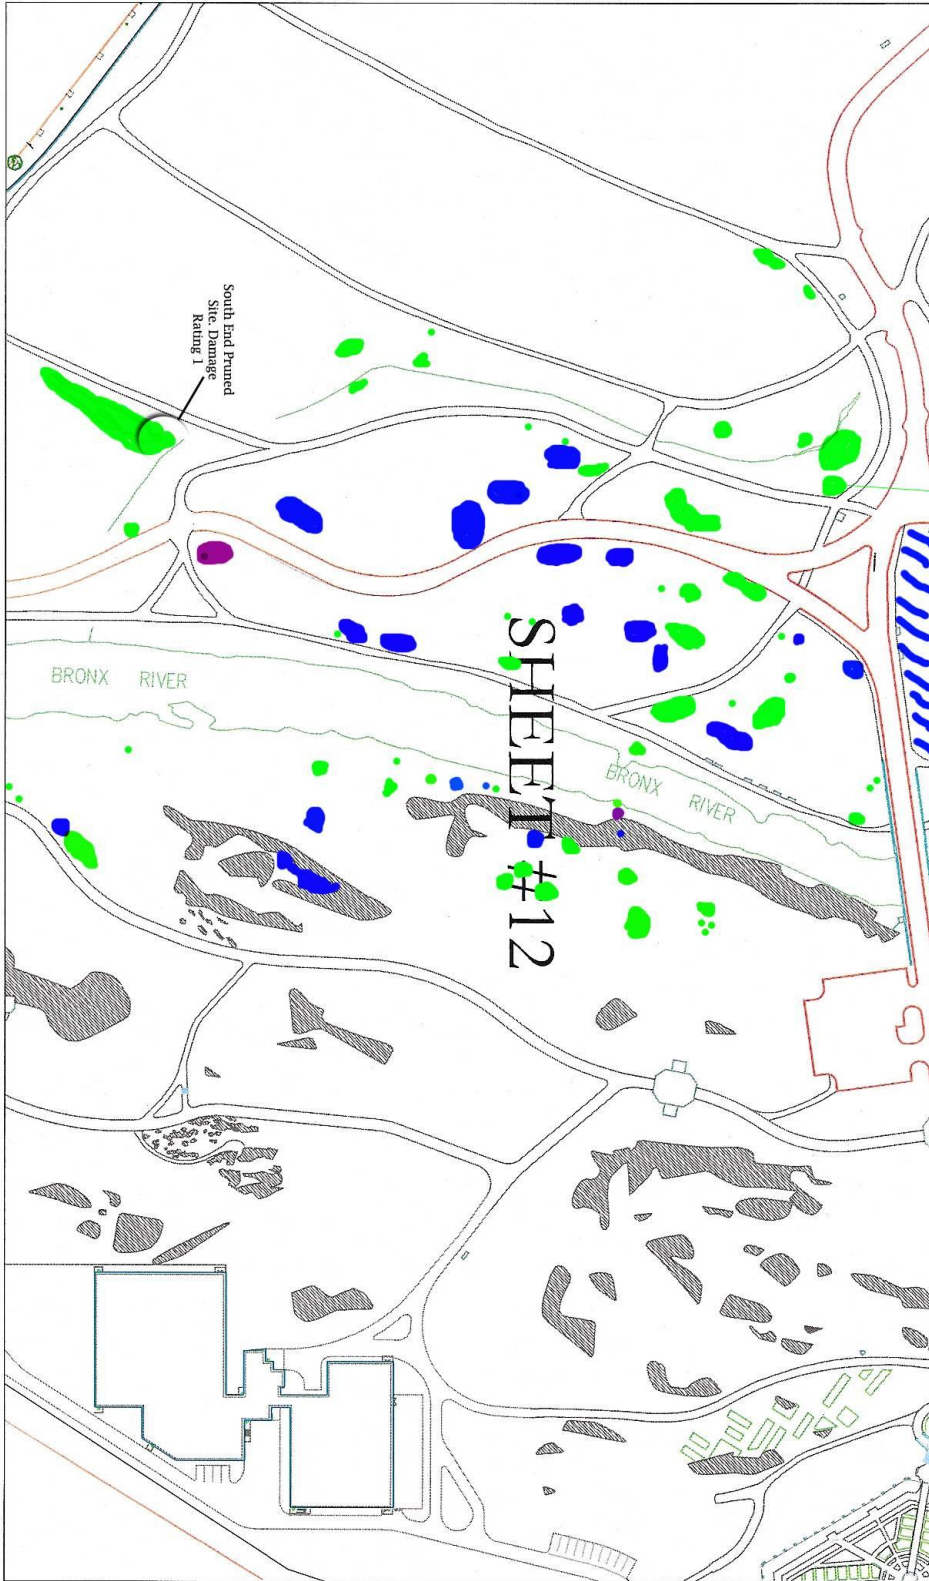 South End Pruned
Site. Damage
Rating 1
BRONX RIVER
SHEET #12
BRONX RIVER